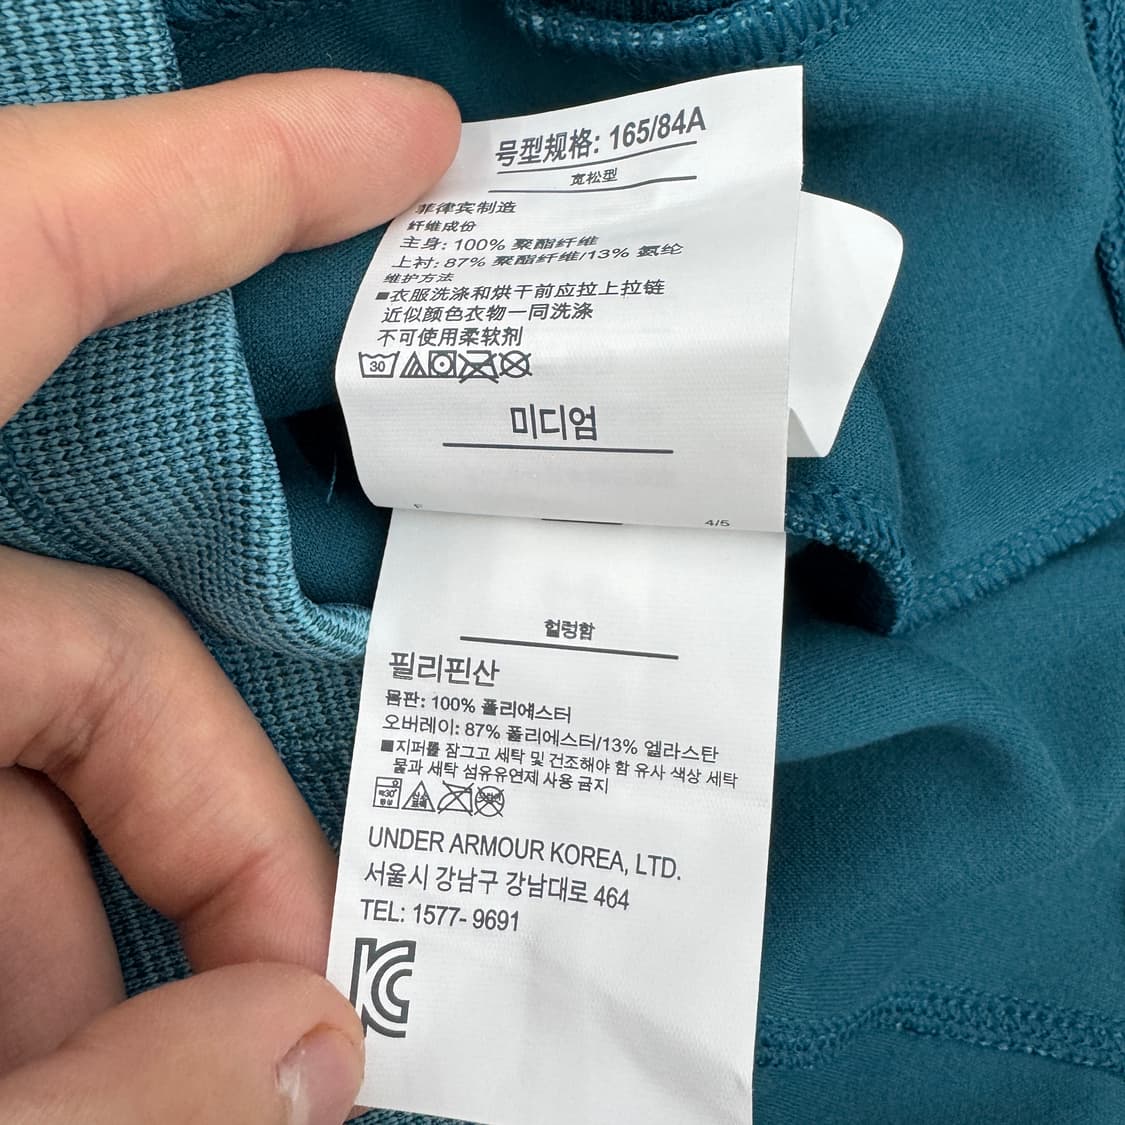 号型规格: 165/84A
宽松型
菲律宾制造
纤维成份
主身: 100% 聚酯纤维
上衬: 87% 聚酯纤维/13% 氨纶
维护方法
■衣服洗涤和烘干前应拉上拉链
近似颜色衣物一同洗涤
不可使用柔软剂
30
미디엄
4/5
헐렁함
필리핀산
몸판: 100% 폴리에스터
오버레이: 87% 폴리에스터/13% 엘라스탄
■지퍼를 잠그고 세탁 및 건조해야 함 유사 색상 세탁
물과 세탁 섬유유연제 사용 금지
UNDER ARMOUR KOREA, LTD.
서울시 강남구 강남대로 464
TEL: 1577- 9691
KC